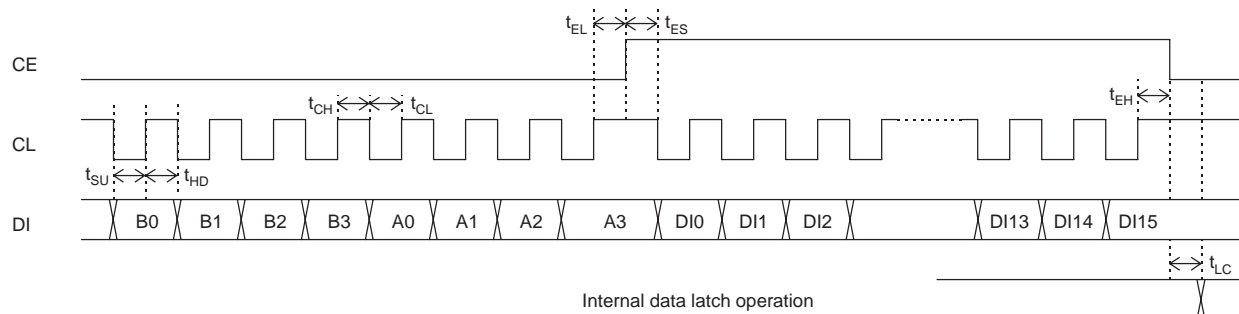 tEL tES
CE
tCH tCL tEH
CL
tSU tHD
DI B0 B1 B2 B3 A0 A1 A2 A3 DI0 DI1 DI2 DI13 DI14 DI15
tLC
Internal data latch operation